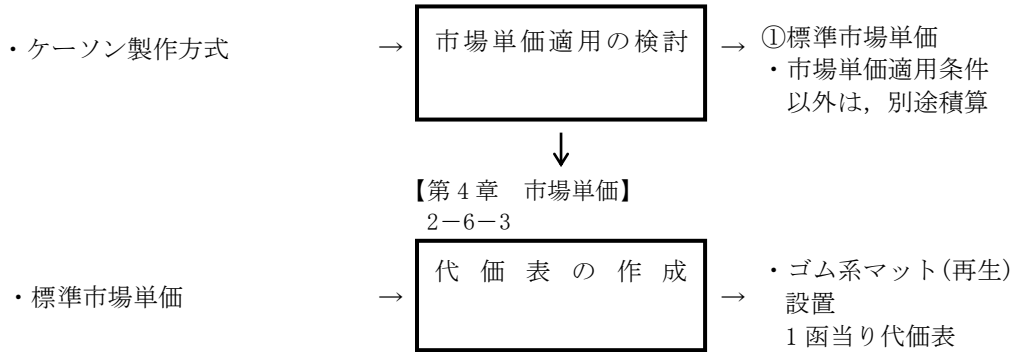 ・ケーソン製作方式 → 市場単価適用の検討 → ①標準市場単価
・市場単価適用条件
以外は，別途積算
↓
【第４章　市場単価】
２－６－３
・標準市場単価 → 代価表の作成 → ・ゴム系マット(再生)
設置
１函当り代価表